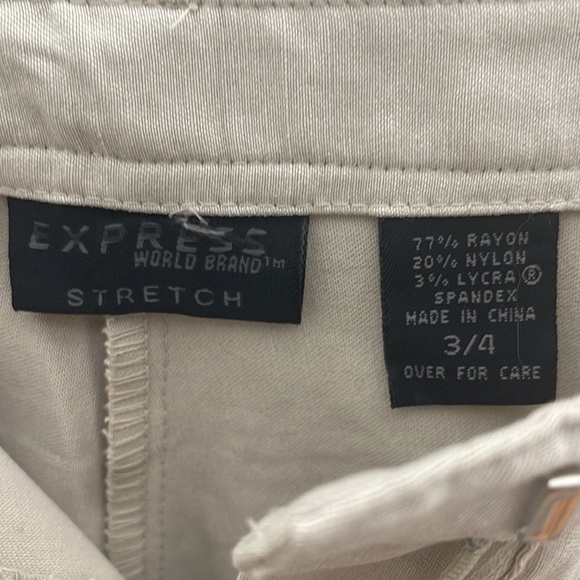 EXPRESS
WORLD BRAND™
STRETCH
77% RAYON
20% NYLON
3% LYCRA®
SPANDEX
MADE IN CHINA
3/4
OVER FOR CARE